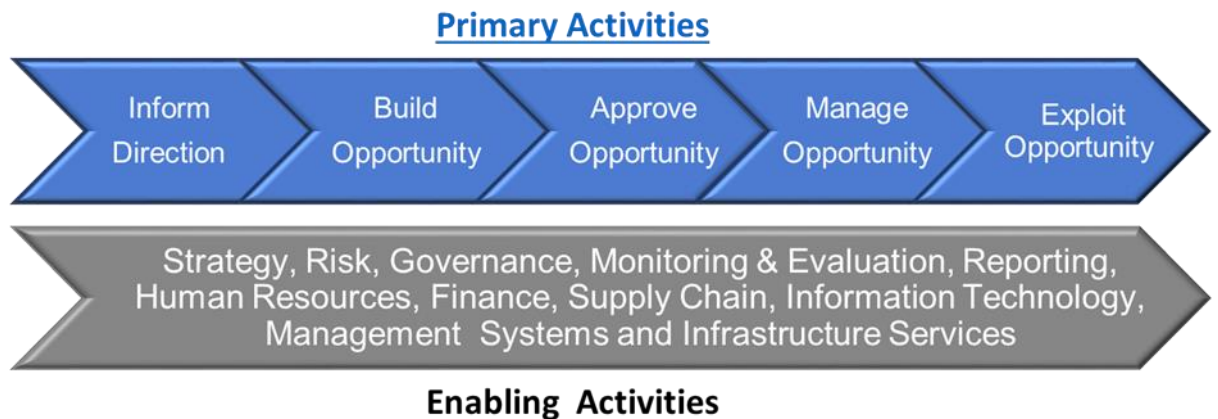 Primary Activities
Inform
Direction
Build
Opportunity
Approve
Opportunity
Manage
Opportunity
Exploit
Opportunity
Strategy, Risk, Governance, Monitoring & Evaluation, Reporting,
Human Resources, Finance, Supply Chain, Information Technology,
Management Systems and Infrastructure Services
Enabling Activities